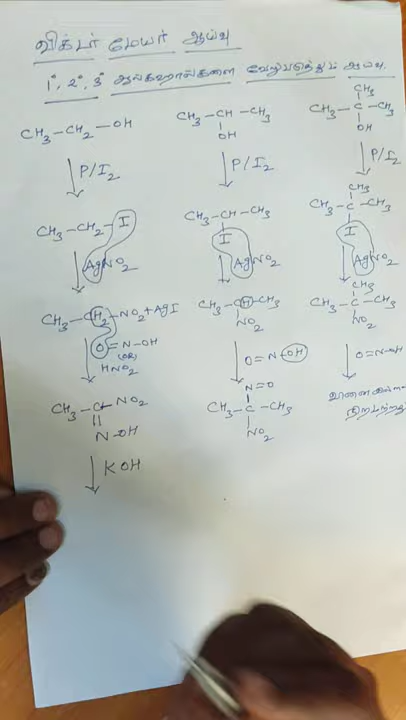 விக்டர் மேயர் ஆய்வு
1°, 2°, 3° ஆல்கஹால்களை வேறுபடுத்தும் ஆய்வு.
CH3-CH2-OH
P/I2
CH3-CH2-I
AgNO2
CH3-CH2-NO2+AgI
O=N-OH
(or)
HNO2
CH3-C-NO2
||
N-OH
KOH
CH3-CH-CH3
OH
P/I2
CH3-CH-CH3
I
AgNO2
CH3-CH-CH3
NO2
O=N-OH
N=O
CH3-C-CH3
NO2
CH3
CH3-C-CH3
OH
P/I2
CH3
CH3-C-CH3
I
AgNO2
CH3
CH3-C-CH3
NO2
O=N-OH